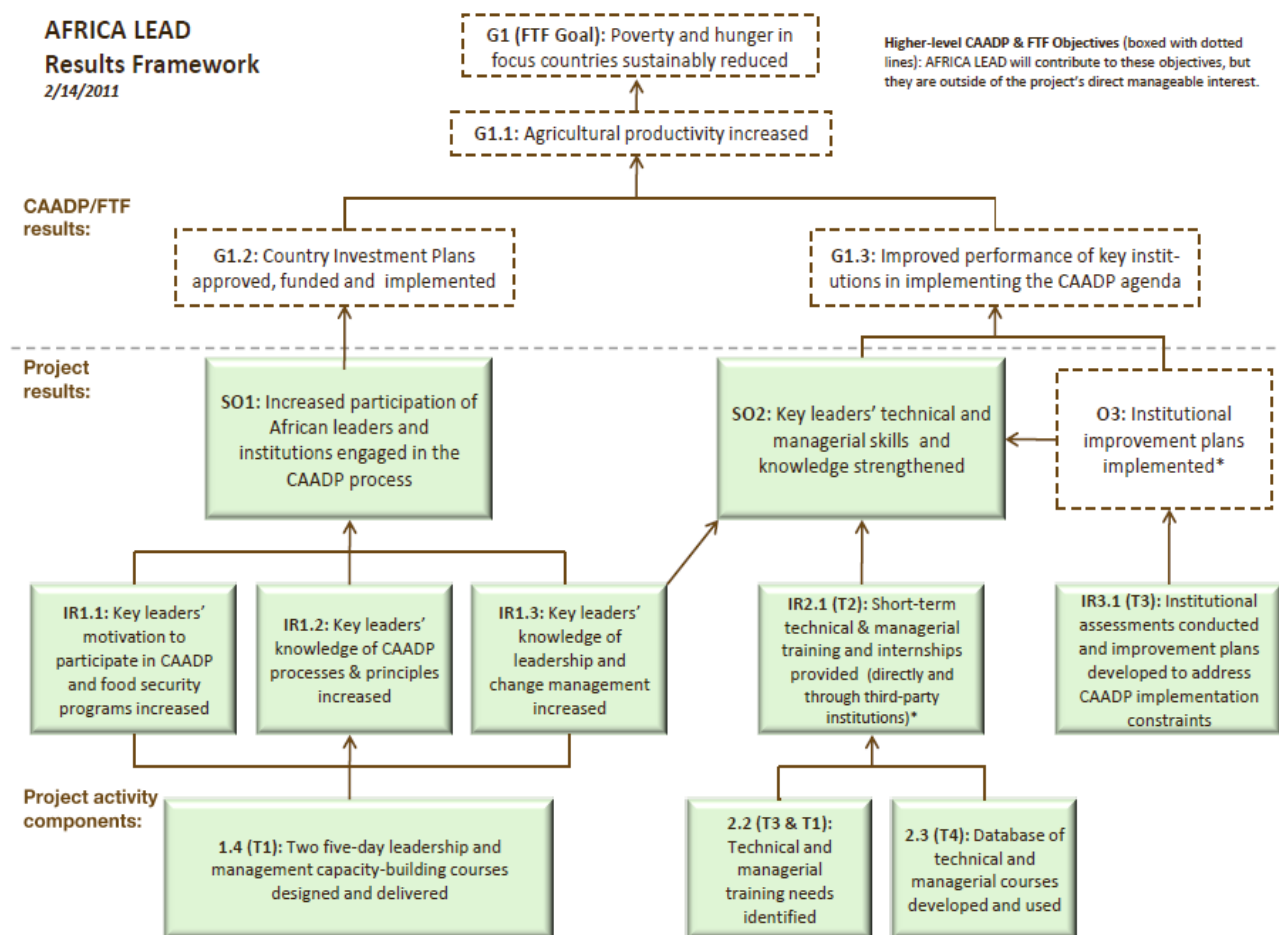 AFRICA LEAD
Results Framework
2/14/2011
G1 (FTF Goal): Poverty and hunger in
focus countries sustainably reduced
Higher-level CAADP & FTF Objectives (boxed with dotted
lines): AFRICA LEAD will contribute to these objectives, but
they are outside of the project's direct manageable interest.
G1.1: Agricultural productivity increased
CAADP/FTF
results:
G1.2: Country Investment Plans
approved, funded and implemented
G1.3: Improved performance of key instit-
utions in implementing the CAADP agenda
Project
results:
SO1: Increased participation of
African leaders and
institutions engaged in the
CAADP process
SO2: Key leaders' technical and
managerial skills and
knowledge strengthened
O3: Institutional
improvement plans
implemented*
IR1.1: Key leaders'
motivation to
participate in CAADP
and food security
programs increased
IR1.2: Key leaders'
knowledge of CAADP
processes & principles
increased
IR1.3: Key leaders'
knowledge of
leadership and
change management
increased
IR2.1 (T2): Short-term
technical & managerial
training and internships
provided (directly and
through third-party
institutions)*
IR3.1 (T3): Institutional
assessments conducted
and improvement plans
developed to address
CAADP implementation
constraints
Project activity
components:
1.4 (T1): Two five-day leadership and
management capacity-building courses
designed and delivered
2.2 (T3 & T1):
Technical and
managerial
training needs
identified
2.3 (T4): Database of
technical and
managerial courses
developed and used